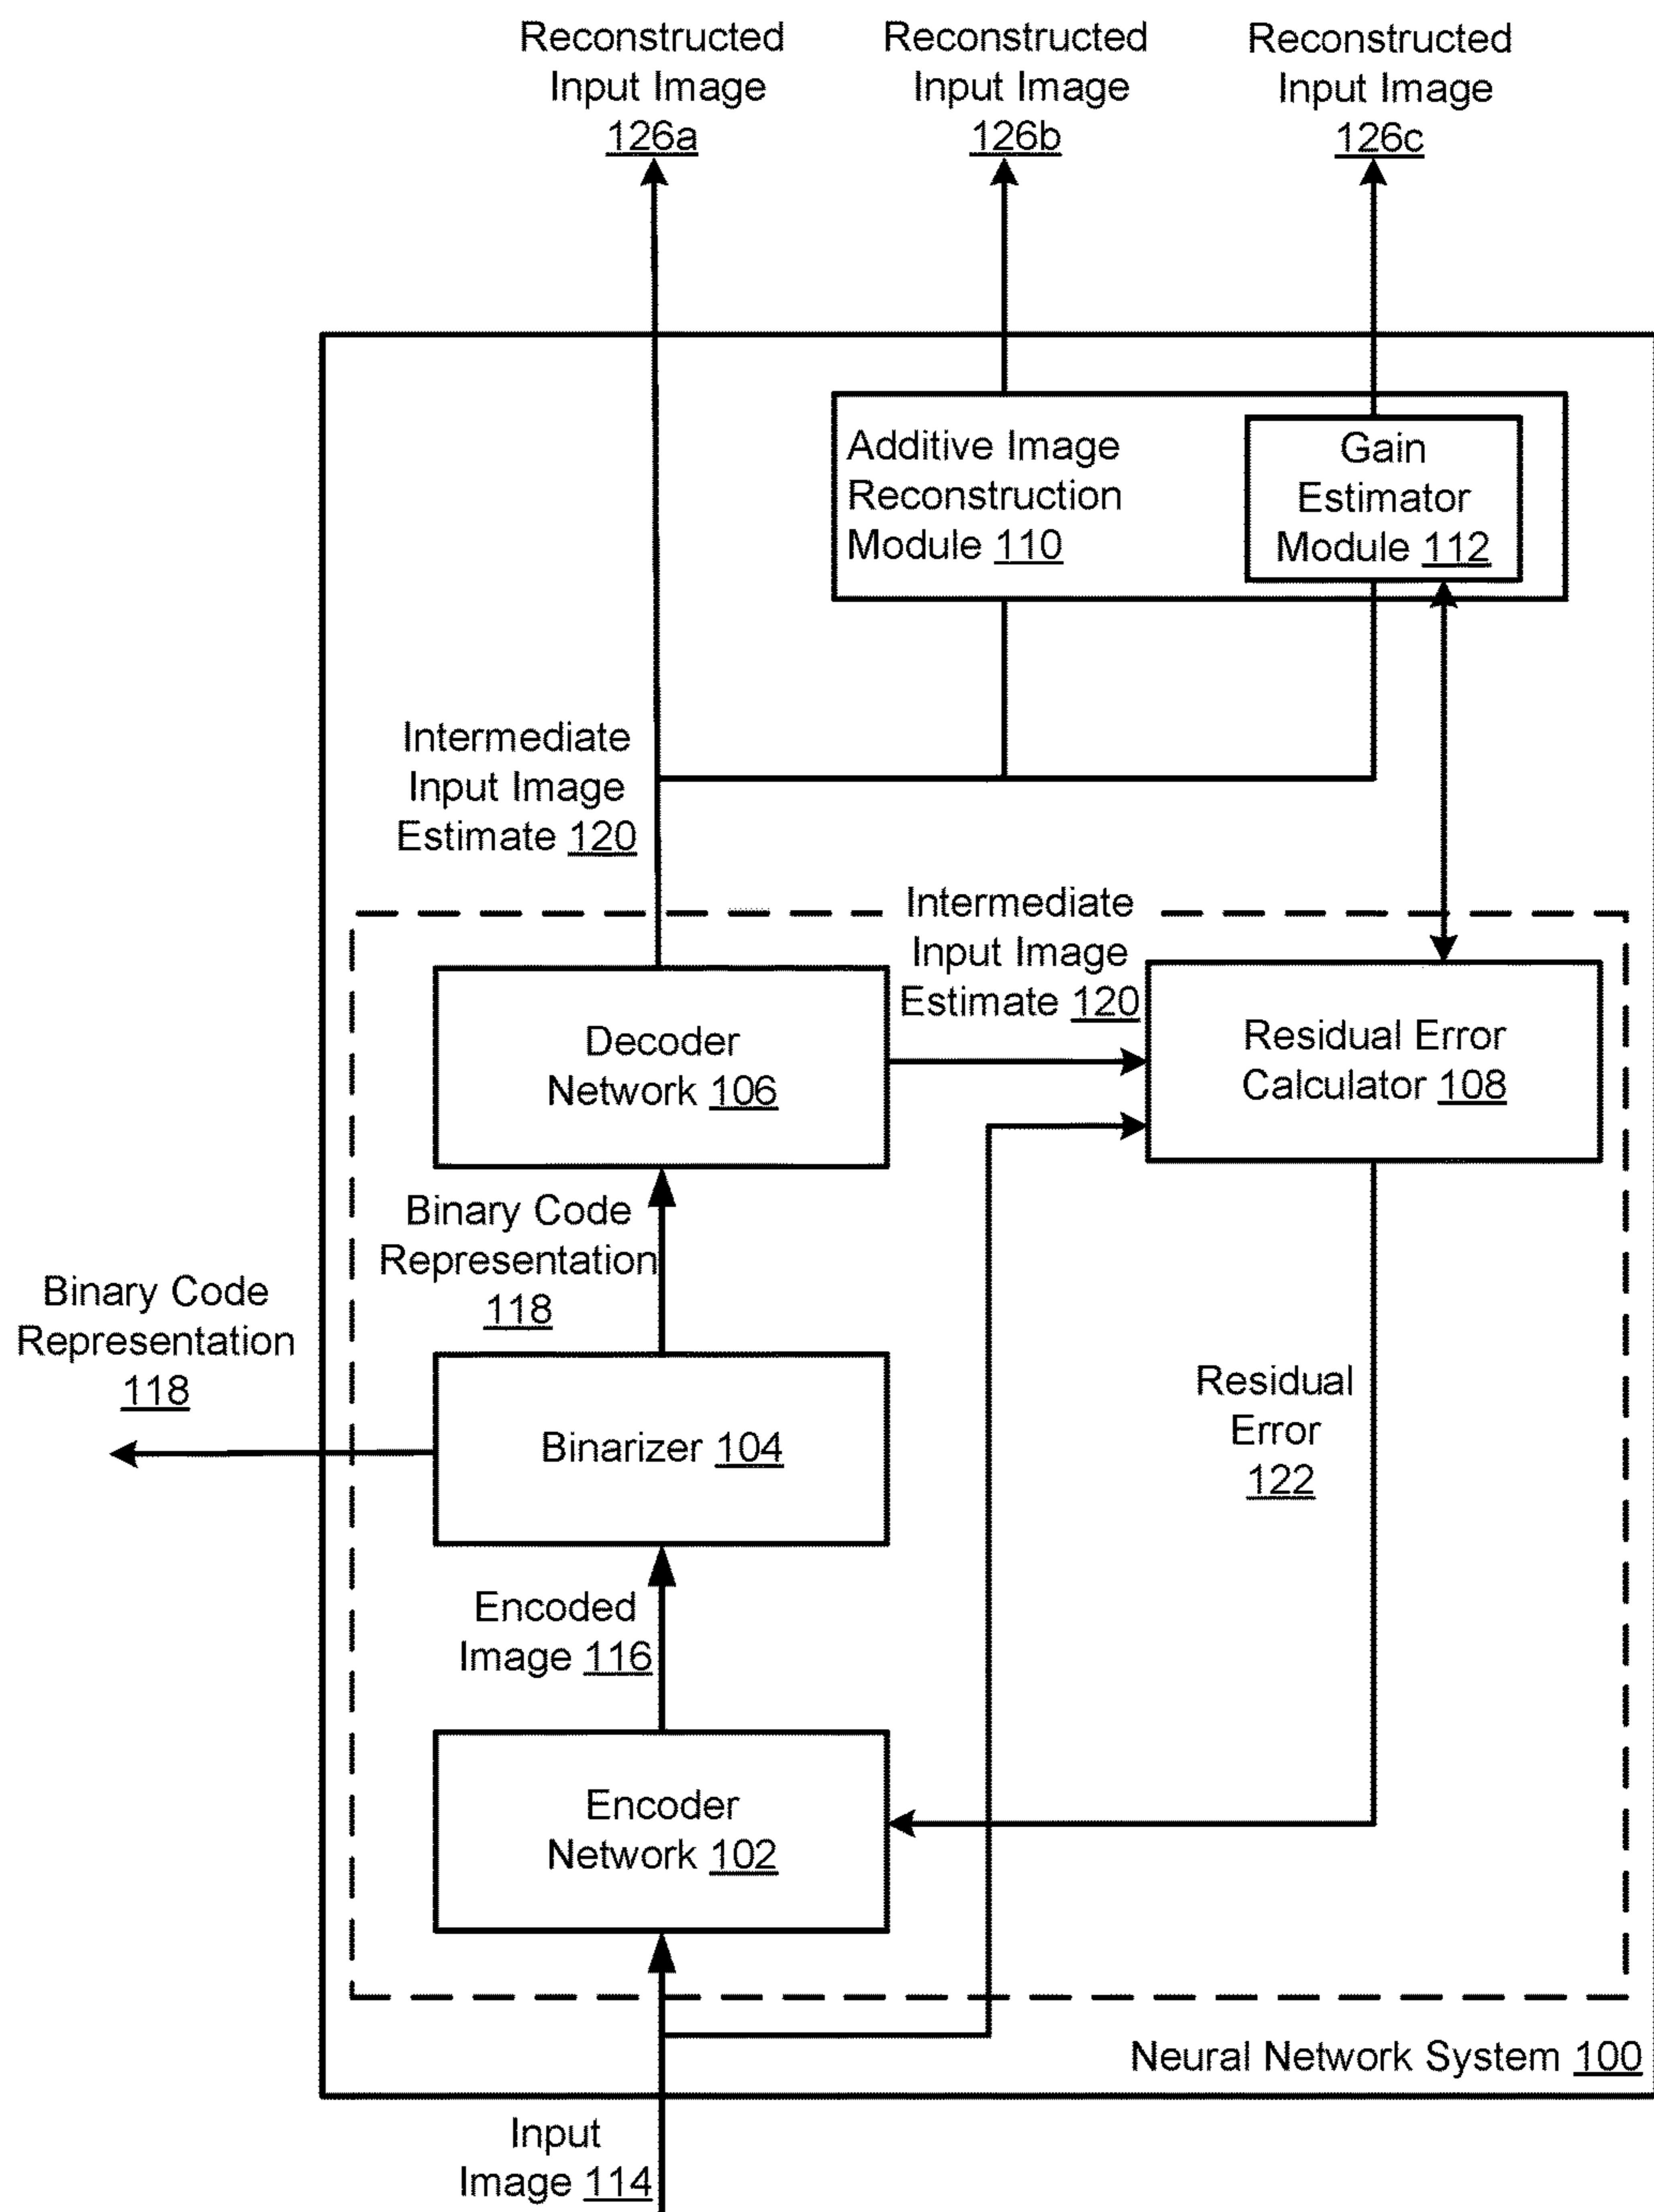 Reconstructed
Input Image
126a
Reconstructed
Input Image
126b
Reconstructed
Input Image
126c
Additive Image
Reconstruction
Module 110
Gain
Estimator
Module 112
Intermediate
Input Image
Estimate 120
Intermediate
Input Image
Estimate 120
Decoder
Network 106
Residual Error
Calculator 108
Binary Code
Representation
118
Binary Code
Representation
118
Binarizer 104
Residual
Error
122
Encoded
Image 116
Encoder
Network 102
Neural Network System 100
Input
Image 114